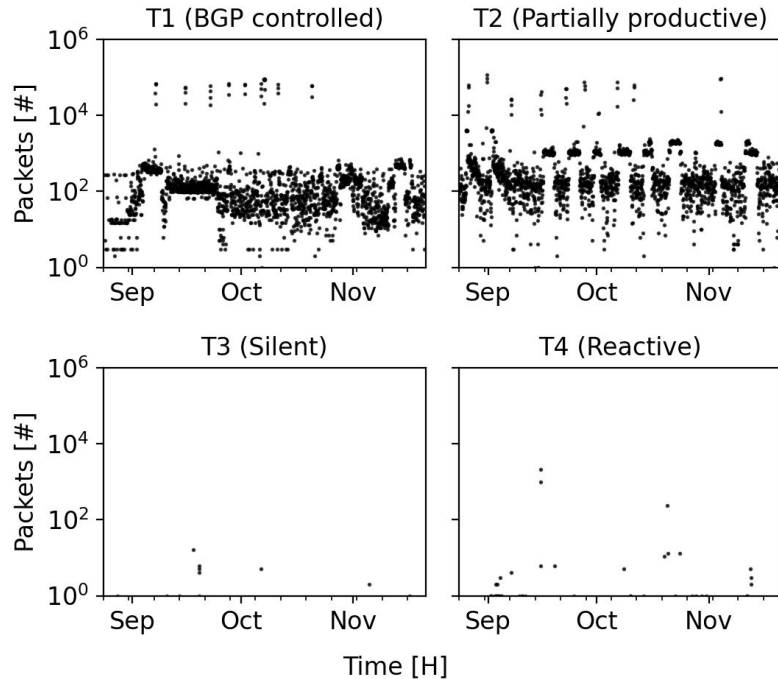 T1 (BGP controlled)
T2 (Partially productive)
Packets [#]
10^6
10^4
10^2
10^0
Sep
Oct
Nov
Sep
Oct
Nov
T3 (Silent)
T4 (Reactive)
Packets [#]
10^6
10^4
10^2
10^0
Sep
Oct
Nov
Sep
Oct
Nov
Time [H]